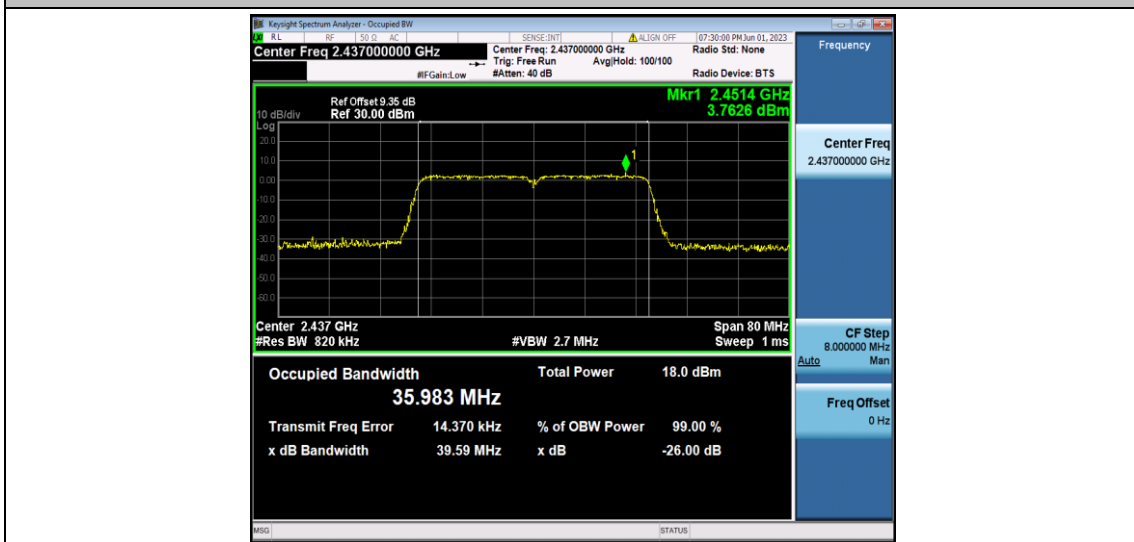 Keysight Spectrum Analyzer - Occupied BW
RL RF 50 Ω AC SENSE:INT ALIGN OFF 07:30:00 PM Jun 01, 2023
Center Freq 2.437000000 GHz
Center Freq: 2.437000000 GHz Radio Std: None
Trig: Free Run Avg|Hold: 100/100
#IFGain:Low #Atten: 40 dB Radio Device: BTS
Frequency
Ref Offset 9.35 dB Mkr1 2.4514 GHz
10 dB/div Ref 30.00 dBm 3.7626 dBm
Log
20.0
10.0
0.00
-10.0
-20.0
-30.0
-40.0
-50.0
-60.0
1
Center 2.437 GHz Span 80 MHz
#Res BW 820 kHz #VBW 2.7 MHz Sweep 1 ms
Occupied Bandwidth Total Power 18.0 dBm
35.983 MHz
Transmit Freq Error 14.370 kHz % of OBW Power 99.00 %
x dB Bandwidth 39.59 MHz x dB -26.00 dB
Center Freq
2.437000000 GHz
CF Step
8.000000 MHz
Auto Man
Freq Offset
0 Hz
MSG STATUS